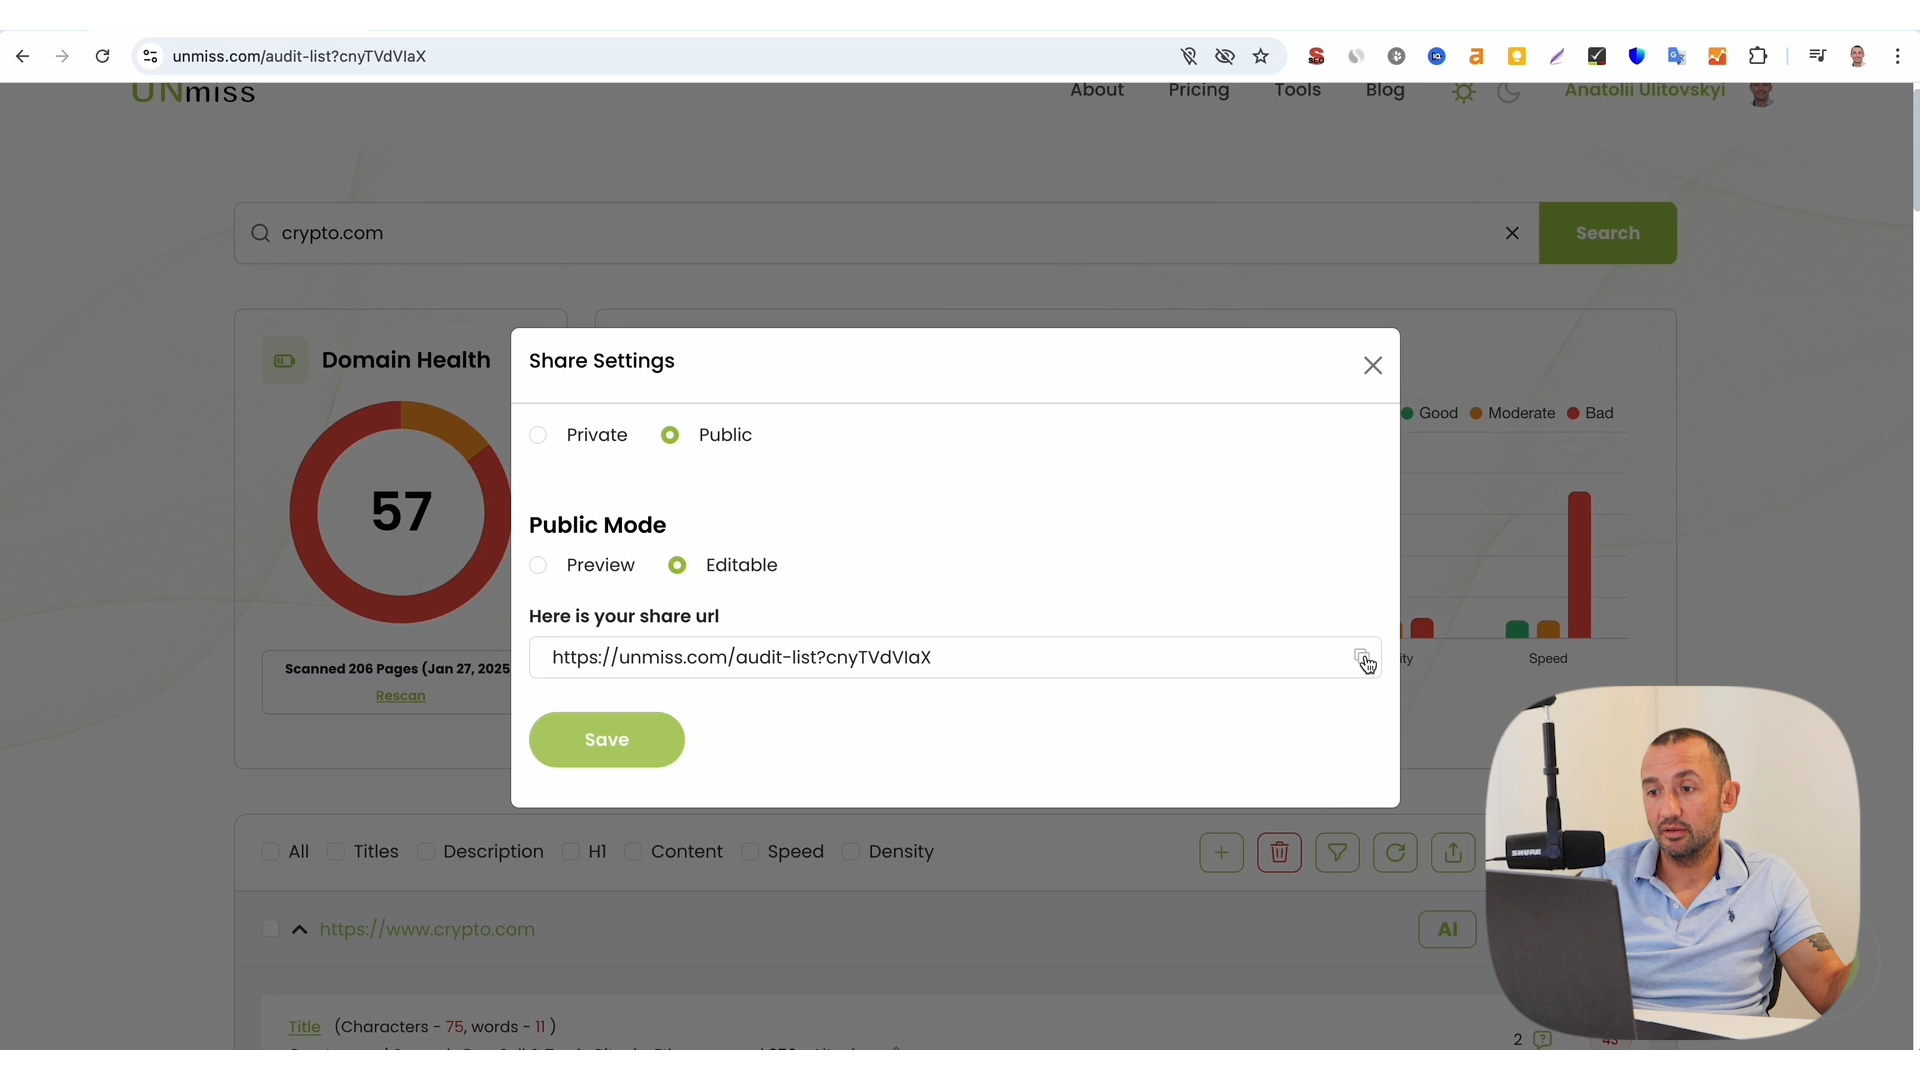 unmiss.com/audit-list?cnyTVdVIaX
UNmiss
About Pricing Tools Blog Anatolii Ulitovskyi
crypto.com
Search
Domain Health
57
Scanned 206 Pages (Jan 27, 2025
Rescan
Good Moderate Bad
Speed
Share Settings
Private Public
Public Mode
Preview Editable
Here is your share url
https://unmiss.com/audit-list?cnyTVdVIaX
Save
All Titles Description H1 Content Speed Density
https://www.crypto.com
AI
Title (Characters - 75, words - 11 )
2
SHURE